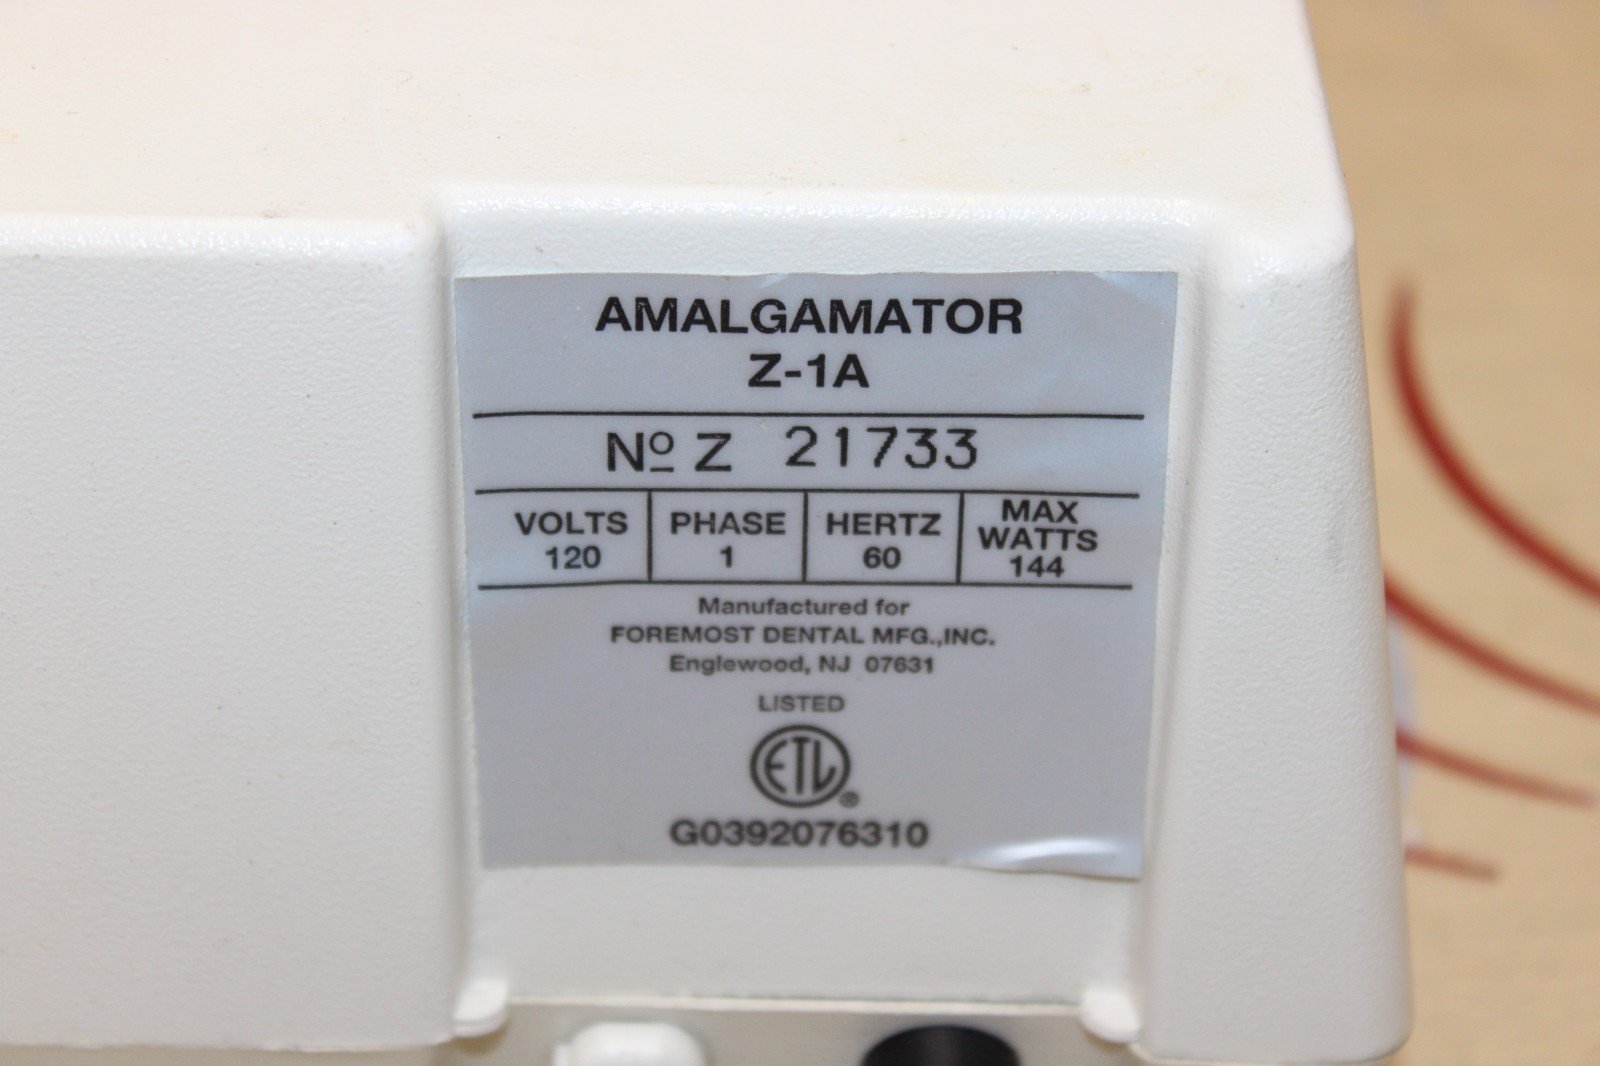 AMALGAMATOR
Z-1A
Nº Z 21733
VOLTS PHASE HERTZ MAX WATTS
120 1 60 144
Manufactured for
FOREMOST DENTAL MFG.,INC.
Englewood, NJ 07631
LISTED
ETL®
G0392076310